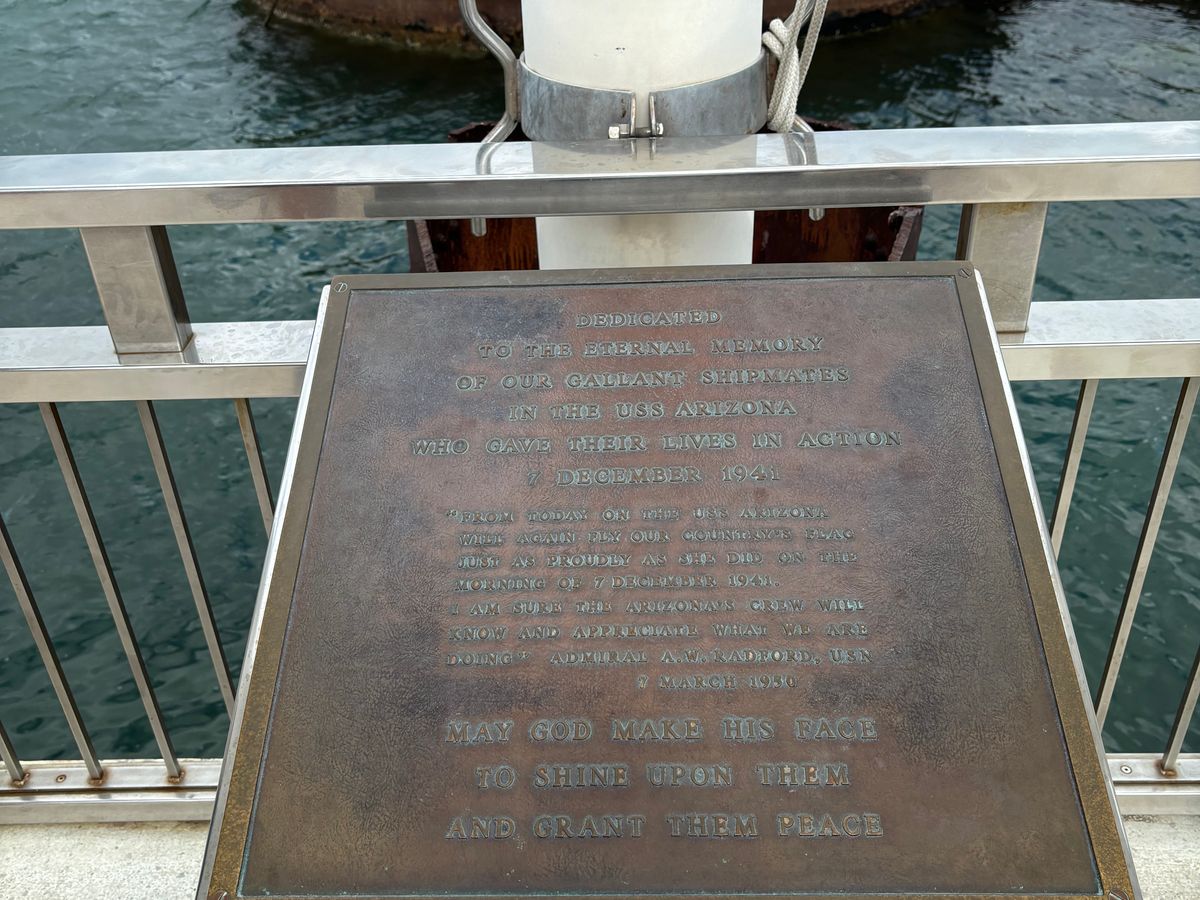 DEDICATED
TO THE ETERNAL MEMORY
OF OUR GALLANT SHIPMATES
IN THE USS ARIZONA
WHO GAVE THEIR LIVES IN ACTION
7 DECEMBER 1941
"FROM TODAY ON THE USS ARIZONA
WILL AGAIN FLY OUR COUNTRY'S FLAG
JUST AS PROUDLY AS SHE DID ON THE
MORNING OF 7 DECEMBER 1941.
I AM SURE THE ARIZONA'S CREW WILL
KNOW AND APPRECIATE WHAT WE ARE
DOING" ADMIRAL A.W. RADFORD, USN
7 MARCH 1950
MAY GOD MAKE HIS FACE
TO SHINE UPON THEM
AND GRANT THEM PEACE